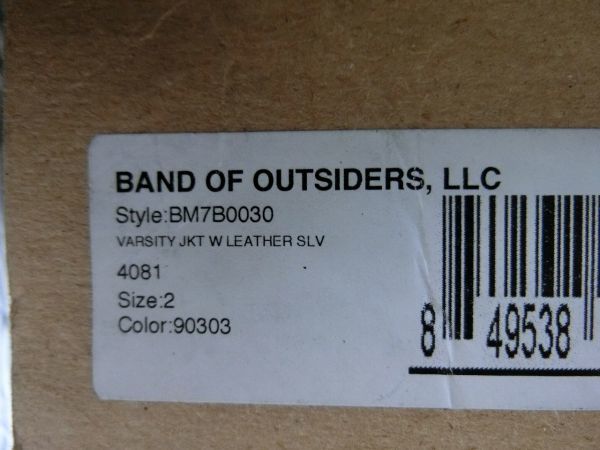 BAND OF OUTSIDERS, LLC
Style:BM7B0030
VARSITY JKT W LEATHER SLV
4081
Size:2
Color:90303
8 49538